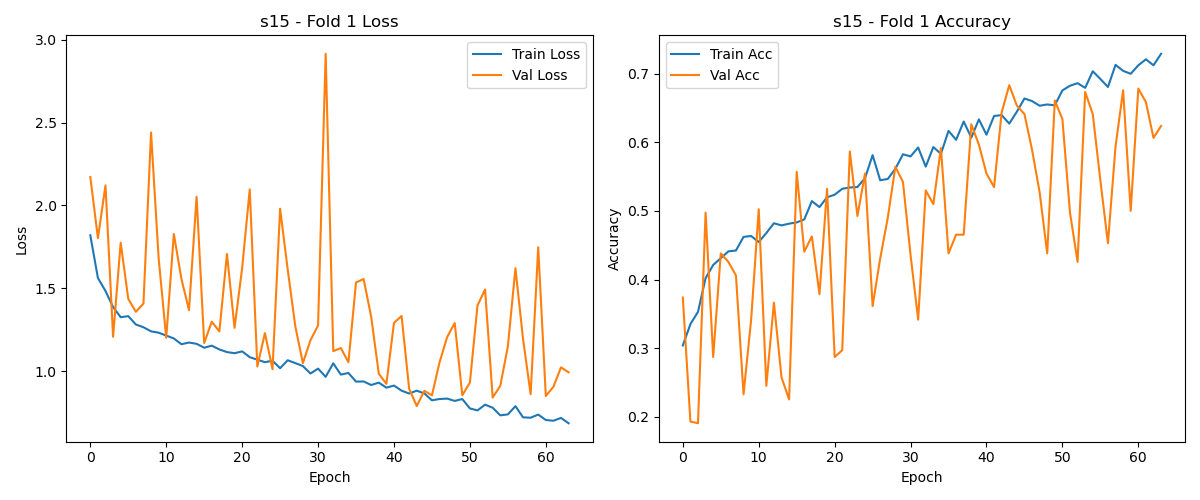 s15 - Fold 1 Loss
Train Loss
Val Loss
Loss
3.0
2.5
2.0
1.5
1.0
0 10 20 30 40 50 60
Epoch
s15 - Fold 1 Accuracy
Train Acc
Val Acc
Accuracy
0.7
0.6
0.5
0.4
0.3
0.2
0 10 20 30 40 50 60
Epoch